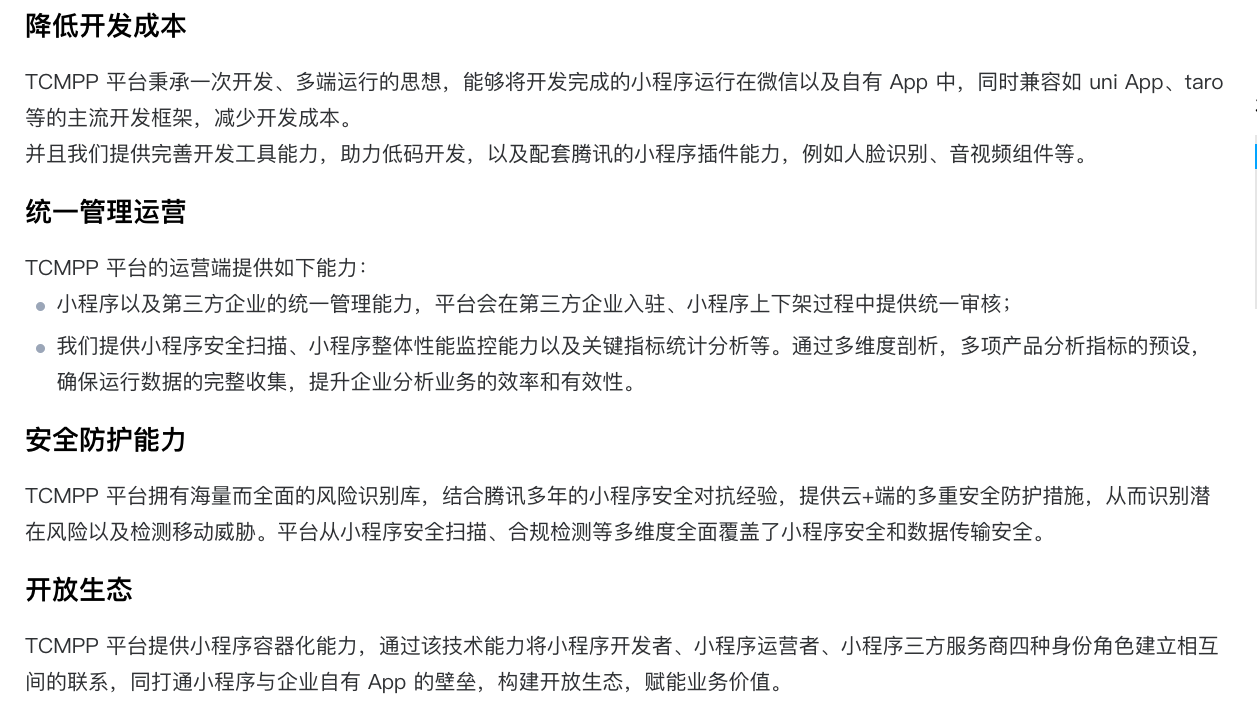 降低开发成本
TCMPP 平台秉承一次开发、多端运行的思想，能够将开发完成的小程序运行在微信以及自有 App 中，同时兼容如 uni App、taro
等的主流开发框架，减少开发成本。
并且我们提供完善开发工具能力，助力低码开发，以及配套腾讯的小程序插件能力，例如人脸识别、音视频组件等。
统一管理运营
TCMPP 平台的运营端提供如下能力：
小程序以及第三方企业的统一管理能力，平台会在第三方企业入驻、小程序上下架过程中提供统一审核；
我们提供小程序安全扫描、小程序整体性能监控能力以及关键指标统计分析等。通过多维度剖析，多项产品分析指标的预设，
确保运行数据的完整收集，提升企业分析业务的效率和有效性。
安全防护能力
TCMPP 平台拥有海量而全面的风险识别库，结合腾讯多年的小程序安全对抗经验，提供云+端的多重安全防护措施，从而识别潜
在风险以及检测移动威胁。平台从小程序安全扫描、合规检测等多维度全面覆盖了小程序安全和数据传输安全。
开放生态
TCMPP 平台提供小程序容器化能力，通过该技术能力将小程序开发者、小程序运营者、小程序三方服务商四种身份角色建立相互
间的联系，同打通小程序与企业自有 App 的壁垒，构建开放生态，赋能业务价值。